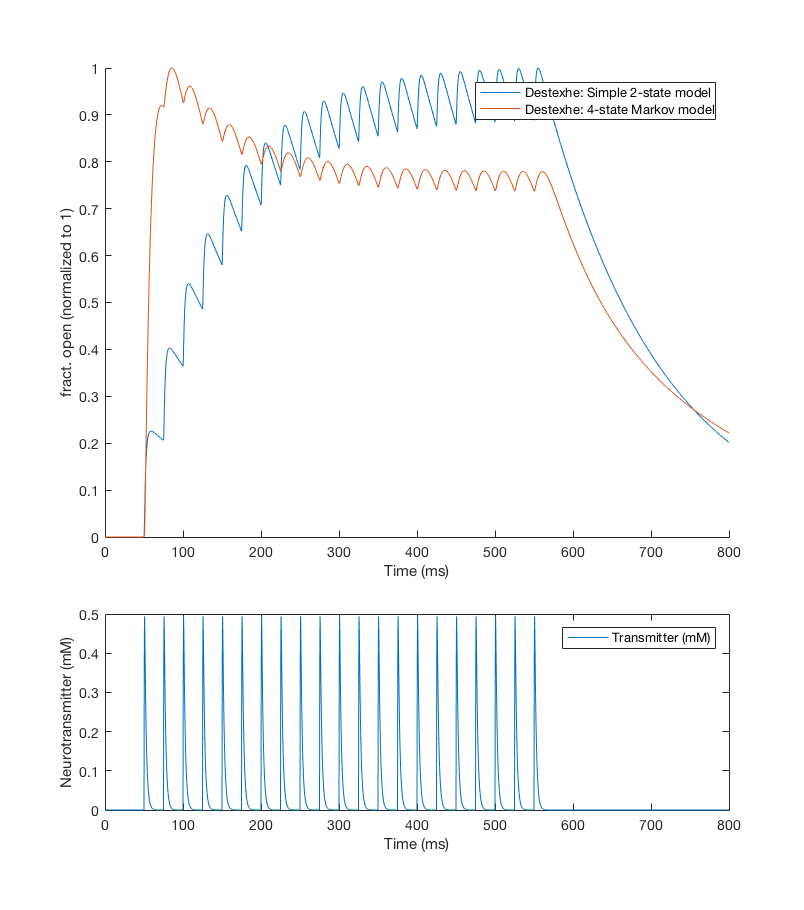 fract. open (normalized to 1)
1
0.9
0.8
0.7
0.6
0.5
0.4
0.3
0.2
0.1
0
Destexhe: Simple 2-state model
Destexhe: 4-state Markov model
0 100 200 300 400 500 600 700 800
Time (ms)
Neurotransmitter (mM)
0.5
0.4
0.3
0.2
0.1
0
Transmitter (mM)
0 100 200 300 400 500 600 700 800
Time (ms)